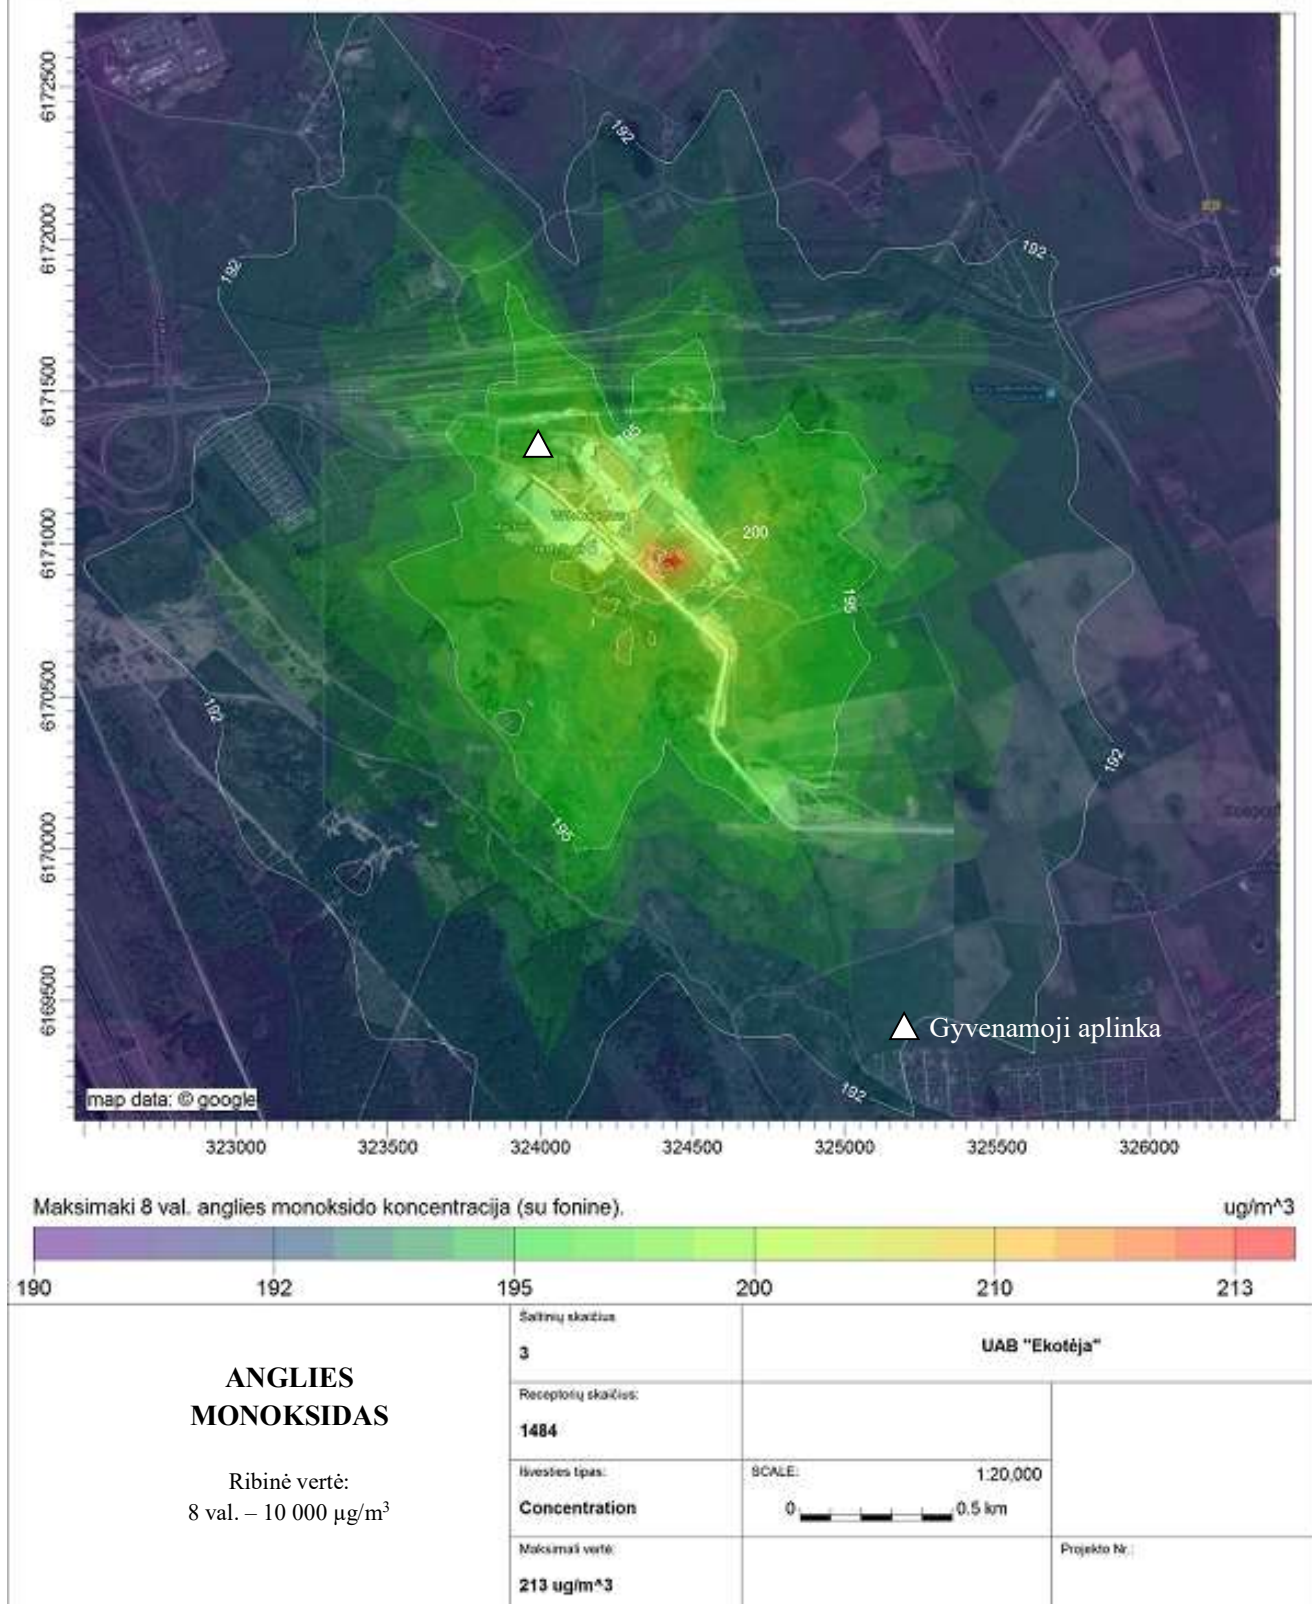 6172500
6172000
6171500
6171000
6170500
6170000
6169500
192
192
192
195
200
195
192
192
195
192
Gyvenamoji aplinka
map data: © google
323000 323500 324000 324500 325000 325500 326000
Maksimaki 8 val. anglies monoksido koncentracija (su fonine). ug/m^3
190 192 195 200 210 213
ANGLIES
MONOKSIDAS
Ribinė vertė:
8 val. – 10 000 µg/m³
Šaltinių skaičius
3
UAB "Ekotėja"
Receptorių skaičius:
1484
Išvesties tipas:
Concentration
SCALE: 1:20,000
0 0.5 km
Maksimali vertė:
213 ug/m^3
Projekto Nr.: